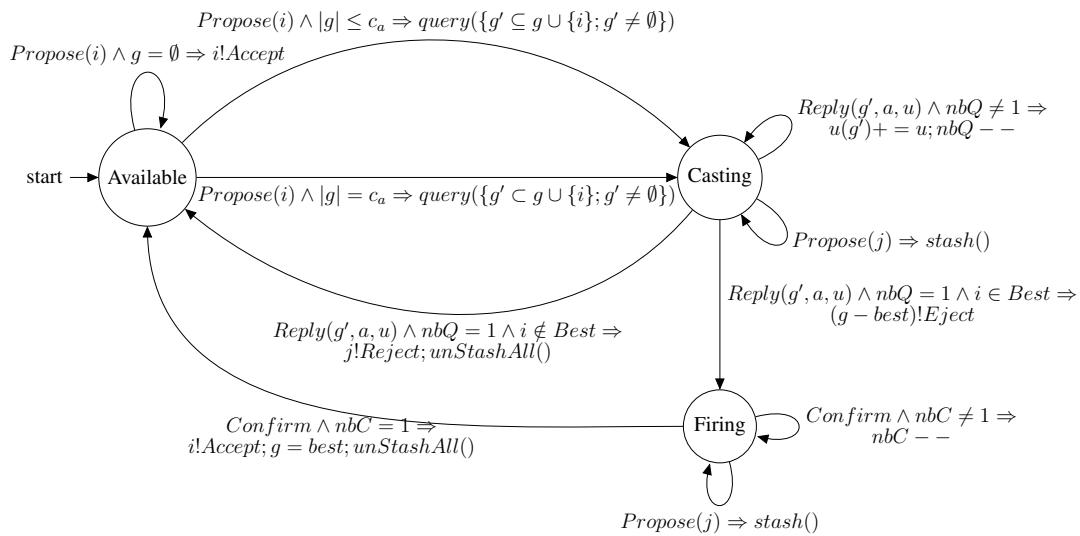 Propose(i) ∧ |g| ≤ c_a ⇒ query({g′ ⊆ g ∪ {i}; g′ ≠ ∅})
Propose(i) ∧ g = ∅ ⇒ i!Accept
Reply(g′, a, u) ∧ nbQ ≠ 1 ⇒
u(g′)+ = u; nbQ − −
start
Available
Casting
Propose(i) ∧ |g| = c_a ⇒ query({g′ ⊂ g ∪ {i}; g′ ≠ ∅})
Propose(j) ⇒ stash()
Reply(g′, a, u) ∧ nbQ = 1 ∧ i ∈ Best ⇒
(g − best)!Eject
Reply(g′, a, u) ∧ nbQ = 1 ∧ i ∉ Best ⇒
j!Reject; unStashAll()
Confirm ∧ nbC = 1 ⇒
i!Accept; g = best; unStashAll()
Firing
Confirm ∧ nbC ≠ 1 ⇒
nbC − −
Propose(j) ⇒ stash()